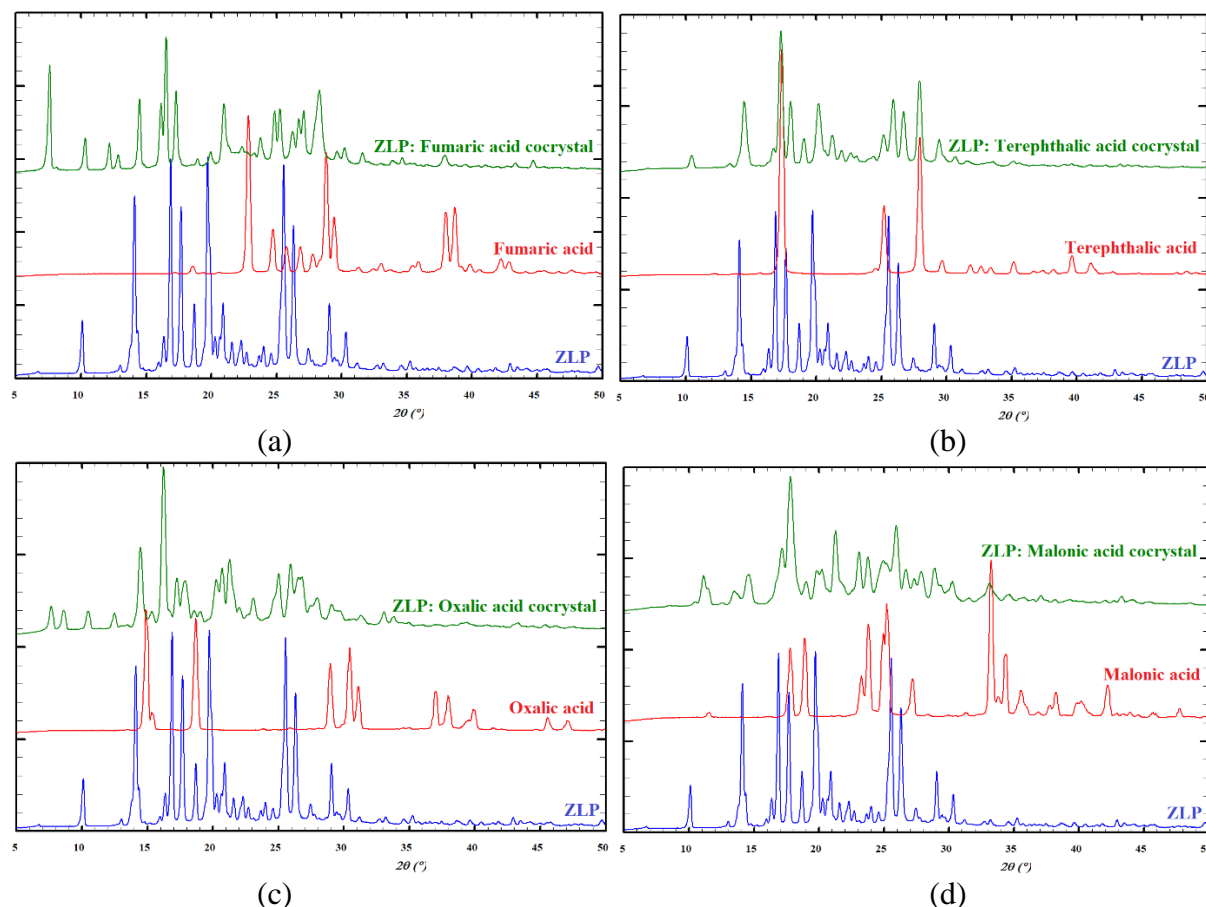 ZLP: Fumaric acid cocrystal
Fumaric acid
ZLP
5 10 15 20 25 30 35 40 45 50
2θ (°)
(a)
ZLP: Terephthalic acid cocrystal
Terephthalic acid
ZLP
5 10 15 20 25 30 35 40 45 50
2θ (°)
(b)
ZLP: Oxalic acid cocrystal
Oxalic acid
ZLP
5 10 15 20 25 30 35 40 45 50
2θ (°)
(c)
ZLP: Malonic acid cocrystal
Malonic acid
ZLP
5 10 15 20 25 30 35 40 45 50
2θ (°)
(d)